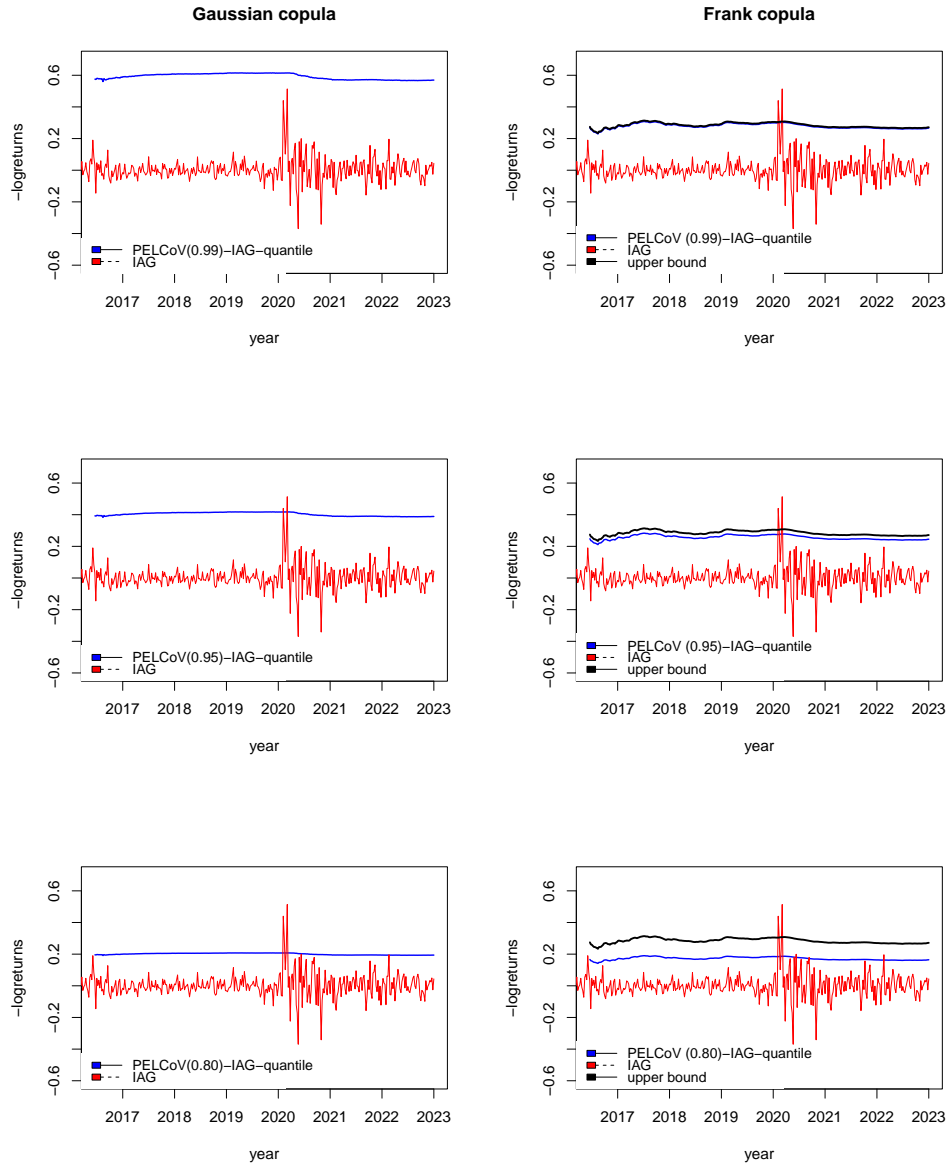 Gaussian copula
−logreturns
0.6
0.2
−0.2
−0.6
PELCoV(0.99)−IAG−quantile
IAG
2017 2018 2019 2020 2021 2022 2023
year
Frank copula
−logreturns
0.6
0.2
−0.2
−0.6
PELCoV (0.99)−IAG−quantile
IAG
upper bound
2017 2018 2019 2020 2021 2022 2023
year
−logreturns
0.6
0.2
−0.2
−0.6
PELCoV(0.95)−IAG−quantile
IAG
2017 2018 2019 2020 2021 2022 2023
year
−logreturns
0.6
0.2
−0.2
−0.6
PELCoV (0.95)−IAG−quantile
IAG
upper bound
2017 2018 2019 2020 2021 2022 2023
year
−logreturns
0.6
0.2
−0.2
−0.6
PELCoV(0.80)−IAG−quantile
IAG
2017 2018 2019 2020 2021 2022 2023
year
−logreturns
0.6
0.2
−0.2
−0.6
PELCoV (0.80)−IAG−quantile
IAG
upper bound
2017 2018 2019 2020 2021 2022 2023
year